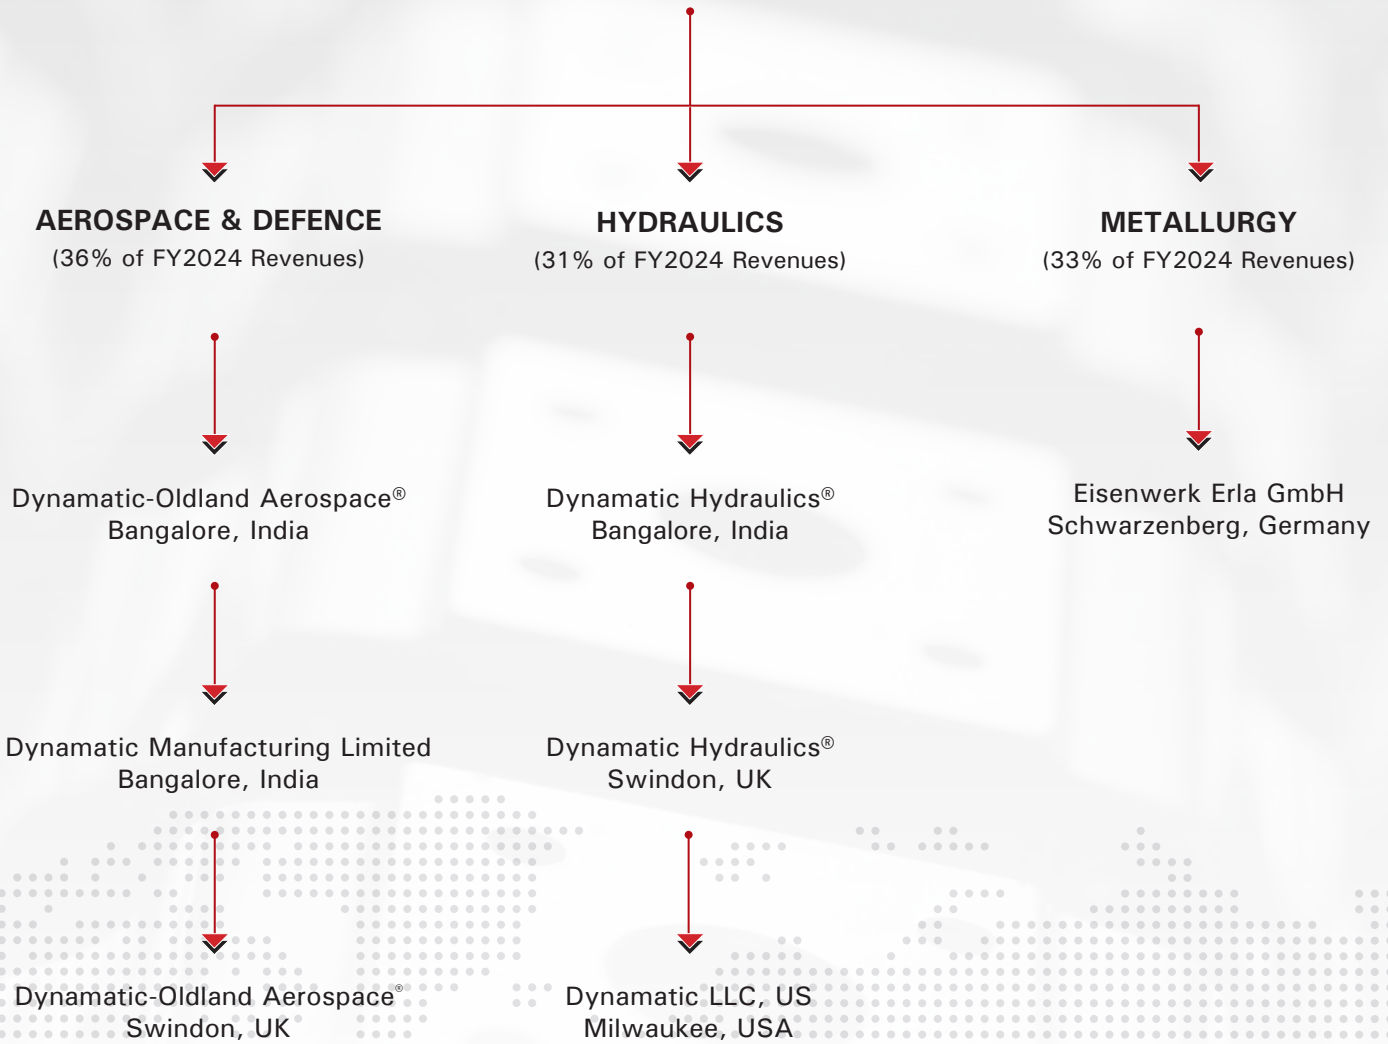 AEROSPACE & DEFENCE
(36% of FY2024 Revenues)
Dynamatic-Oldland Aerospace®
Bangalore, India
Dynamatic Manufacturing Limited
Bangalore, India
Dynamatic-Oldland Aerospace®
Swindon, UK
HYDRAULICS
(31% of FY2024 Revenues)
Dynamatic Hydraulics®
Bangalore, India
Dynamatic Hydraulics®
Swindon, UK
Dynamatic LLC, US
Milwaukee, USA
METALLURGY
(33% of FY2024 Revenues)
Eisenwerk Erla GmbH
Schwarzenberg, Germany